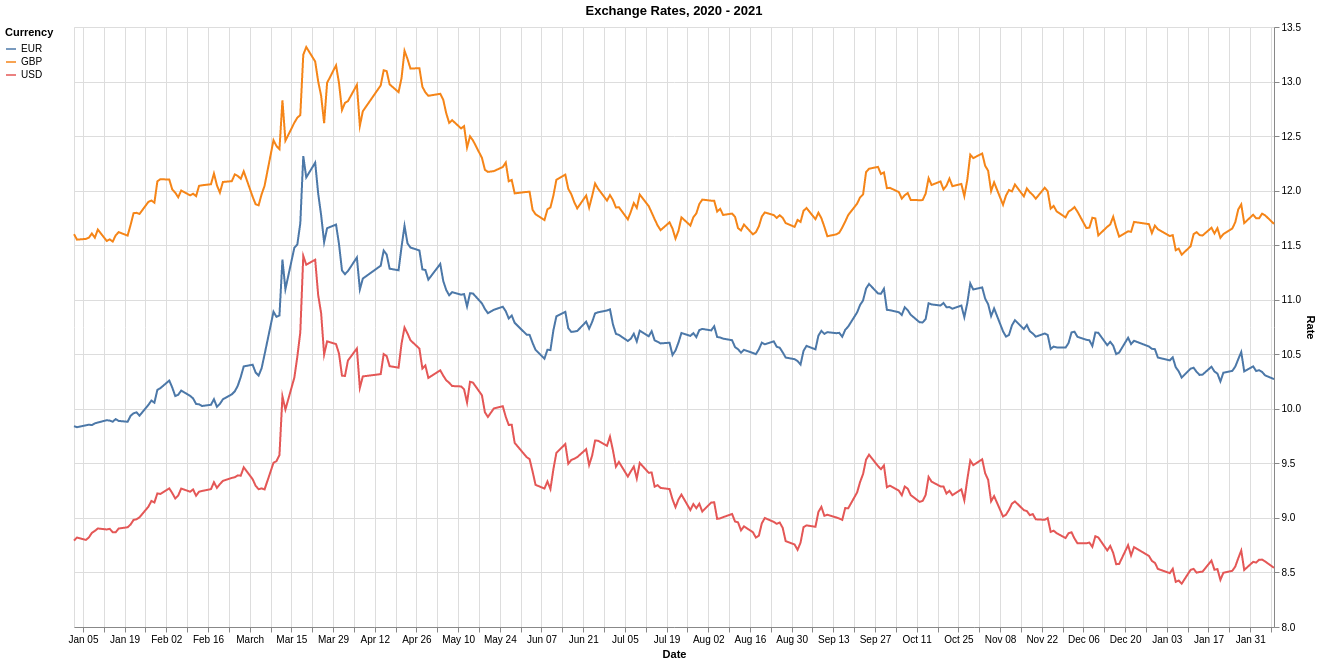 Exchange Rates, 2020 - 2021
Currency
EUR
GBP
USD
13.5
13.0
12.5
12.0
11.5
11.0
10.5
10.0
9.5
9.0
8.5
8.0
Rate
Jan 05 Jan 19 Feb 02 Feb 16 March Mar 15 Mar 29 Apr 12 Apr 26 May 10 May 24 Jun 07 Jun 21 Jul 05 Jul 19 Aug 02 Aug 16 Aug 30 Sep 13 Sep 27 Oct 11 Oct 25 Nov 08 Nov 22 Dec 06 Dec 20 Jan 03 Jan 17 Jan 31
Date